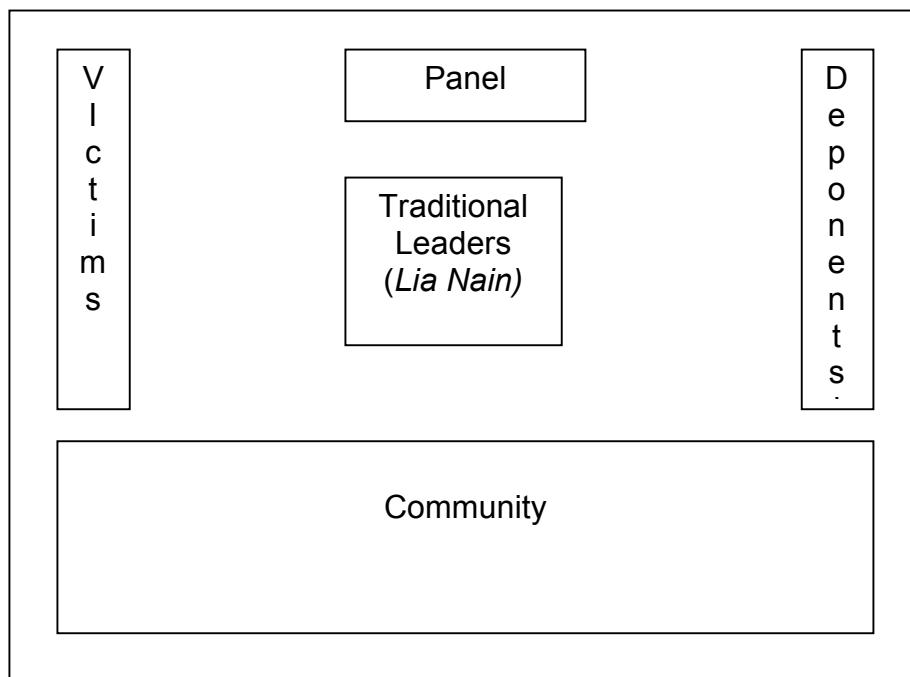 VIctims
Panel
Deponents
Traditional
Leaders
(Lia Nain)
Community